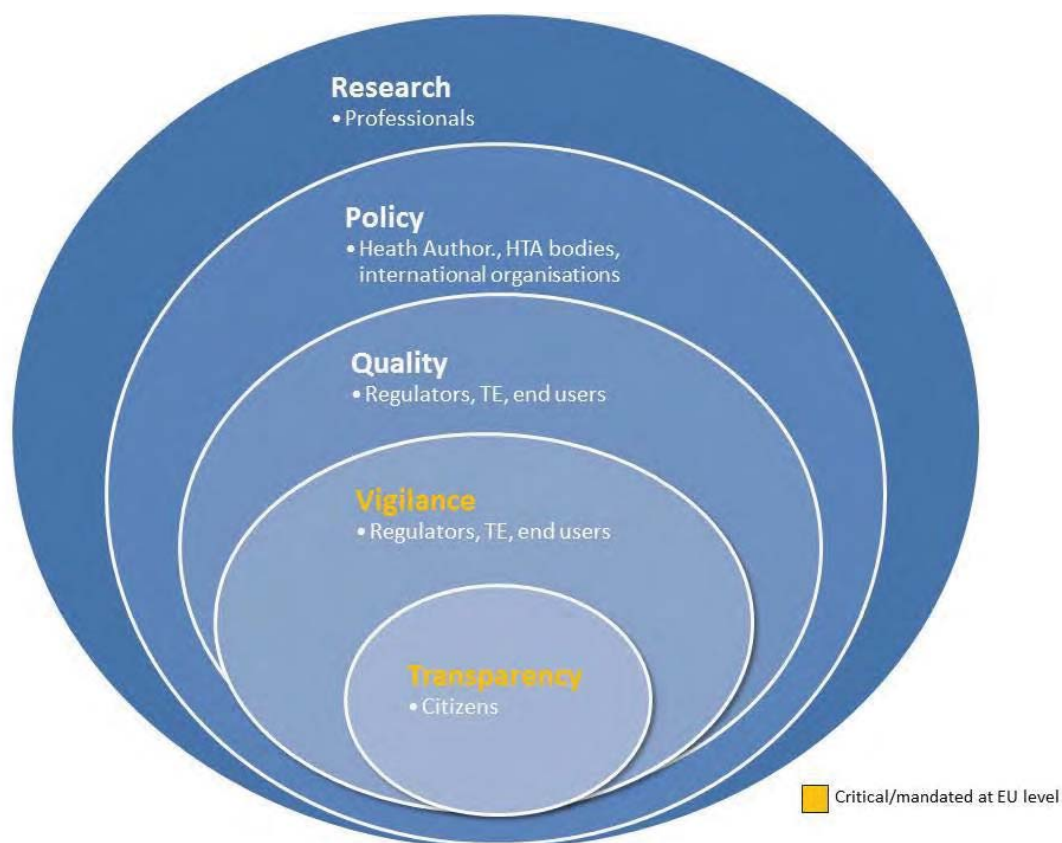 Research
• Professionals
Policy
• Heath Author., HTA bodies,
international organisations
Quality
• Regulators, TE, end users
Vigilance
• Regulators, TE, end users
Transparency
• Citizens
Critical/mandated at EU level